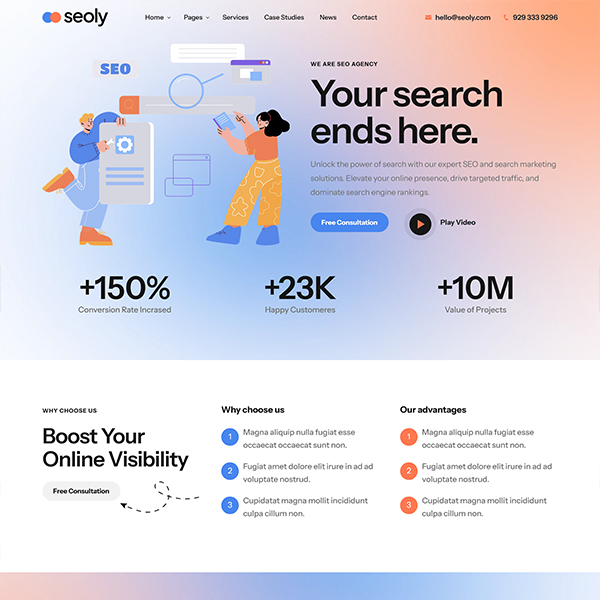 seoly
Home Pages Services Case Studies News Contact
hello@seoly.com 929 333 9296
SEO
WE ARE SEO AGENCY
Your search
ends here.
Unlock the power of search with our expert SEO and search marketing
solutions. Elevate your online presence, drive targeted traffic, and
dominate search engine rankings.
Free Consultation
Play Video
+150%
Conversion Rate Incrased
+23K
Happy Custromeres
+10M
Value of Projects
WHY CHOOSE US
Boost Your
Online Visibility
Free Consultation
Why choose us
1
Magna aliquip nulla fugiat esse
occaecat occaecat sunt non.
2
Fugiat amet dolore elit irure in ad ad
voluptate nostrud.
3
Cupidatat magna mollit incididunt
culpa cillum non.
Our advantages
1
Magna aliquip nulla fugiat esse
occaecat occaecat sunt non.
2
Fugiat amet dolore elit irure in ad ad
voluptate nostrud.
3
Cupidatat magna mollit incididunt
culpa cillum non.